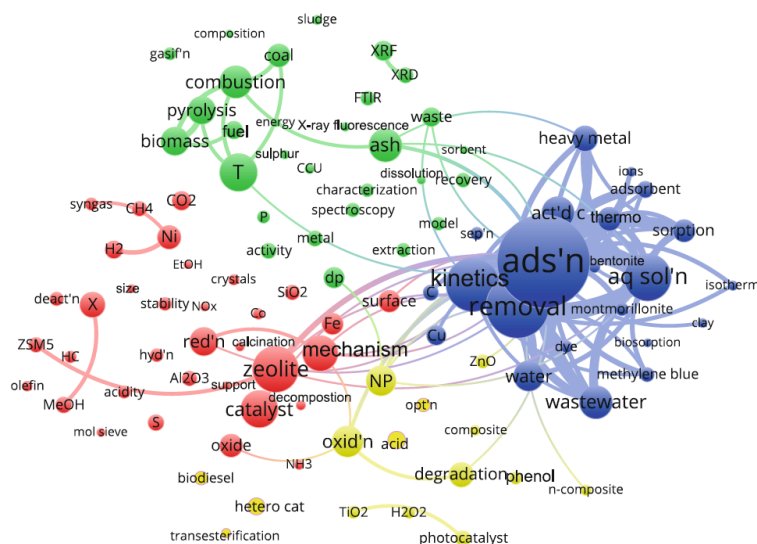 sludge
composition
gasif'n
coal
XRF
combustion
XRD
FTIR
pyrolysis
energy
X-ray fluorescence
waste
biomass
fuel
ash
heavy metal
sulphur
sorbent
T
CCU
dissolution
recovery
ions
adsorbent
characterization
syngas
CH4
CO2
P
spectroscopy
model
act'd c
thermo
sorption
H2
Ni
metal
sep'n
activity
extraction
ads'n
bentonite
EtOH
dp
kinetics
aq sol'n
deact'n
size
crystals
SiO2
C
isotherm
X
stability
NOx
surface
removal
montmorillonite
Co
Fe
clay
ZSM5
red'n
calcination
mechanism
Cu
dye
biosorption
HC
hyd'n
ZnO
olefin
Al2O3
support
zeolite
NP
water
methylene blue
acidity
decompostion
MeOH
catalyst
opt'n
wastewater
mol sieve
S
oxide
oxid'n
acid
composite
NH3
degradation
phenol
biodiesel
n-composite
hetero cat
TiO2
H2O2
transesterification
photocatalyst